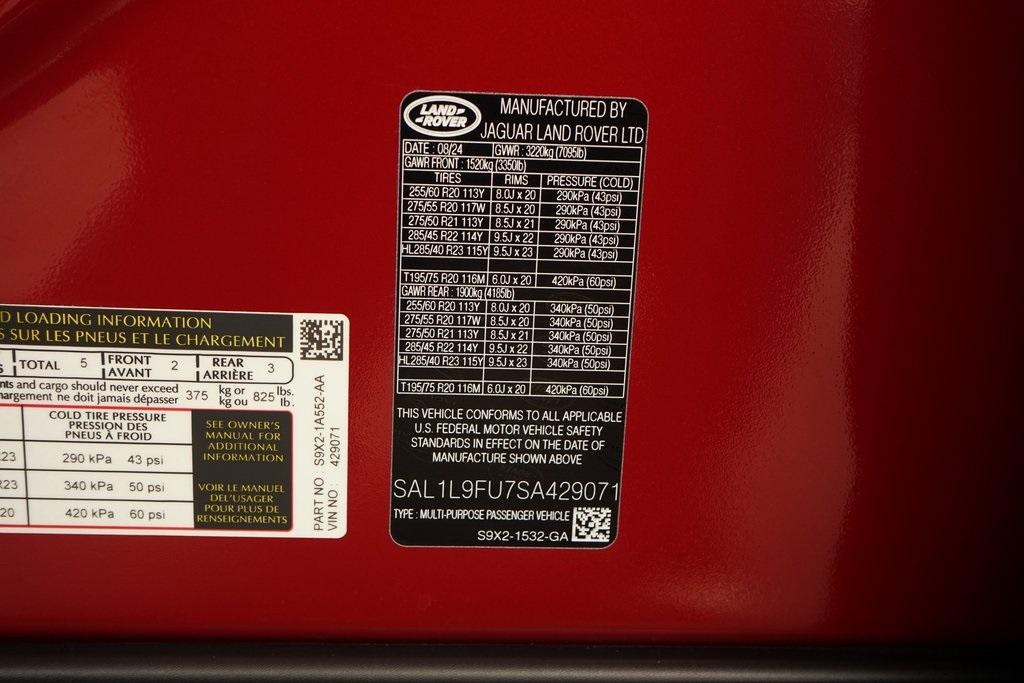 LAND-
ROVER
MANUFACTURED BY
JAGUAR LAND ROVER LTD
DATE : 08/24 GVWR : 3220kg (7095lb)
GAWR FRONT : 1520kg (3350lb)
TIRES RIMS PRESSURE (COLD)
255/60 R20 113Y 8.0J x 20 290kPa (43psi)
275/55 R20 117W 8.5J x 20 290kPa (43psi)
275/50 R21 113Y 8.5J x 21 290kPa (43psi)
285/45 R22 114Y 9.5J x 22 290kPa (43psi)
HL285/40 R23 115Y 9.5J x 23 290kPa (43psi)
T195/75 R20 116M 6.0J x 20 420kPa (60psi)
GAWR REAR : 1900kg (4185lb)
255/60 R20 113Y 8.0J x 20 340kPa (50psi)
275/55 R20 117W 8.5J x 20 340kPa (50psi)
275/50 R21 113Y 8.5J x 21 340kPa (50psi)
285/45 R22 114Y 9.5J x 22 340kPa (50psi)
HL285/40 R23 115Y 9.5J x 23 340kPa (50psi)
T195/75 R20 116M 6.0J x 20 420kPa (60psi)
THIS VEHICLE CONFORMS TO ALL APPLICABLE
U.S. FEDERAL MOTOR VEHICLE SAFETY
STANDARDS IN EFFECT ON THE DATE OF
MANUFACTURE SHOWN ABOVE
SAL1L9FU7SA429071
TYPE : MULTI-PURPOSE PASSENGER VEHICLE
S9X2-1532-GA
D LOADING INFORMATION
S SUR LES PNEUS ET LE CHARGEMENT
S TOTAL 5 FRONT AVANT 2 REAR ARRIÈRE 3
nts and cargo should never exceed 375 kg or 825 lbs.
hargement ne doit jamais dépasser kg ou lb.
COLD TIRE PRESSURE
PRESSION DES
PNEUS À FROID
R23 290 kPa 43 psi
R23 340 kPa 50 psi
20 420 kPa 60 psi
SEE OWNER'S
MANUAL FOR
ADDITIONAL
INFORMATION
VOIR LE MANUEL
DEL'USAGER
POUR PLUS DE
RENSEIGNEMENTS
PART NO : S9X2-1A552-AA
VIN NO : 429071